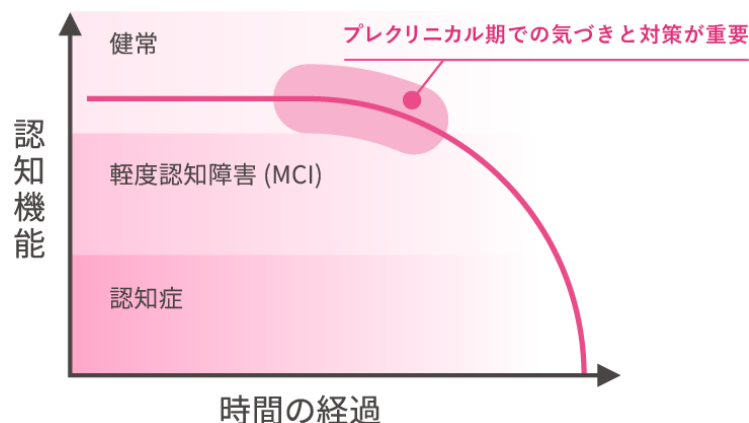 プレクリニカル期での気づきと対策が重要
健常
軽度認知障害 (MCI)
認知症
認知機能
時間の経過